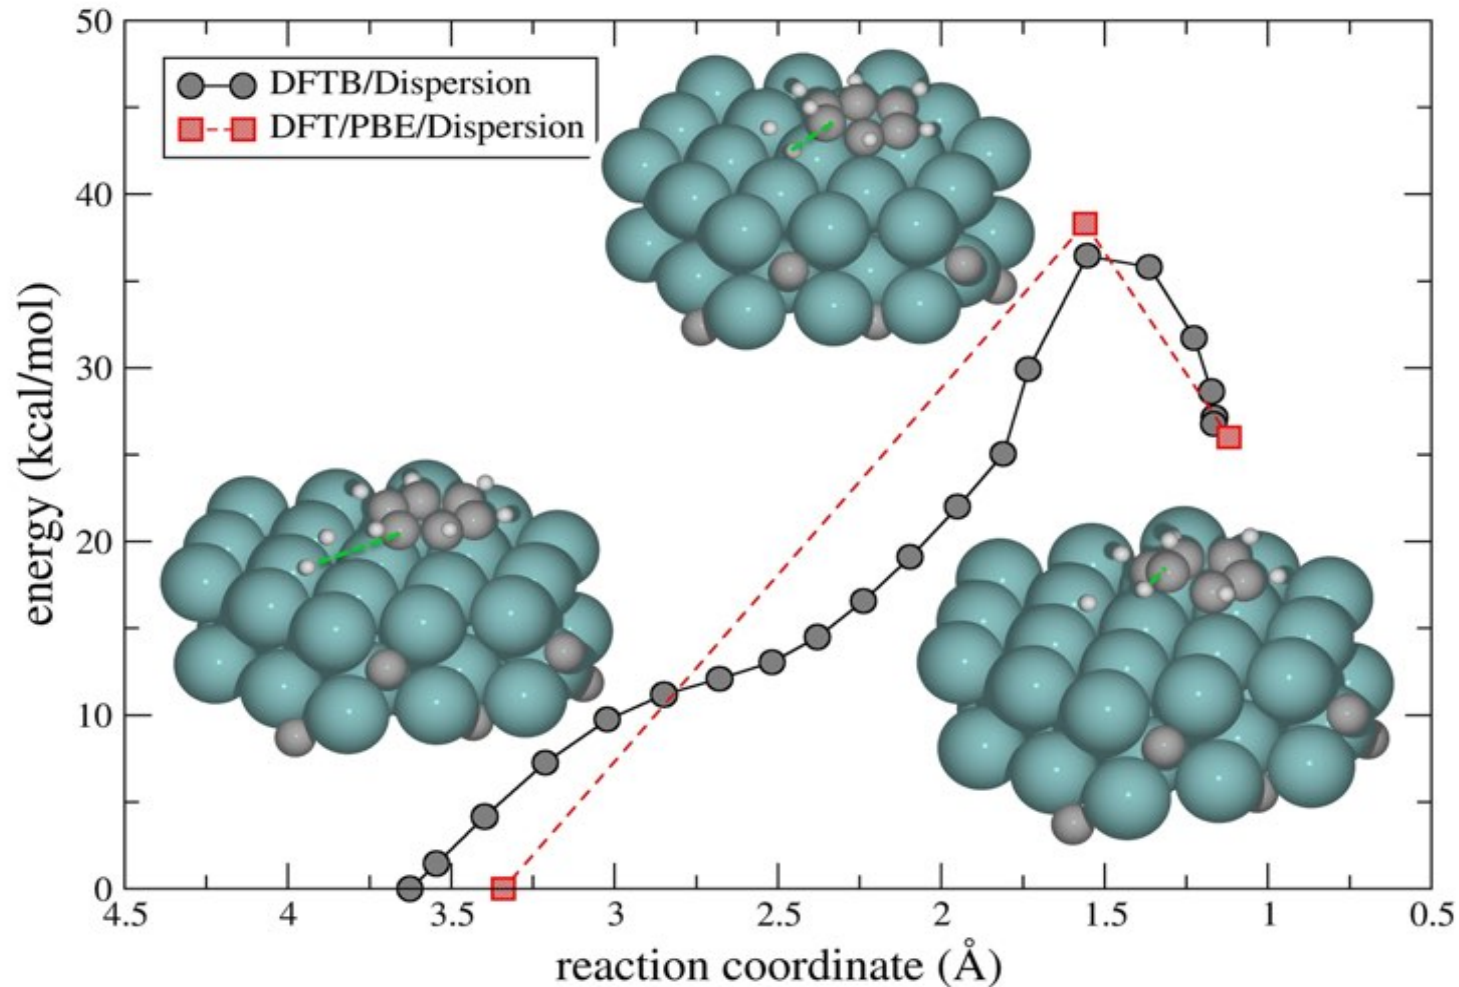 50
40
30
20
10
0
energy (kcal/mol)
DFTB/Dispersion
DFT/PBE/Dispersion
4.5 4 3.5 3 2.5 2 1.5 1 0.5
reaction coordinate (Å)